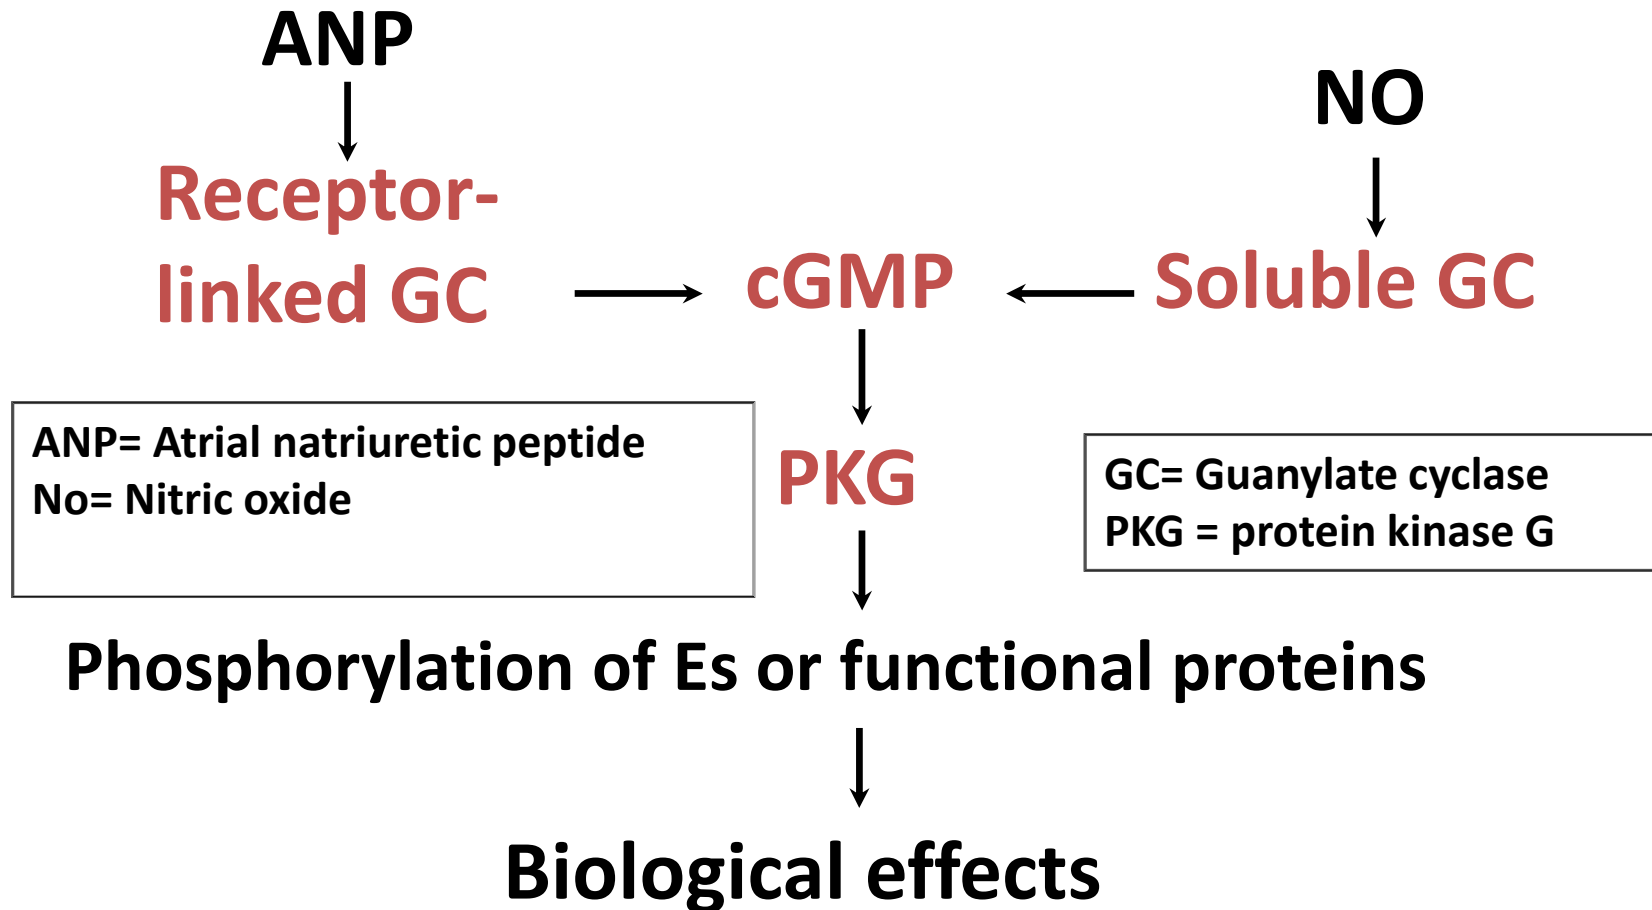 ANP
NO
Receptor-
linked GC
cGMP
Soluble GC
ANP= Atrial natriuretic peptide
No= Nitric oxide
PKG
GC= Guanylate cyclase
PKG = protein kinase G
Phosphorylation of Es or functional proteins
Biological effects